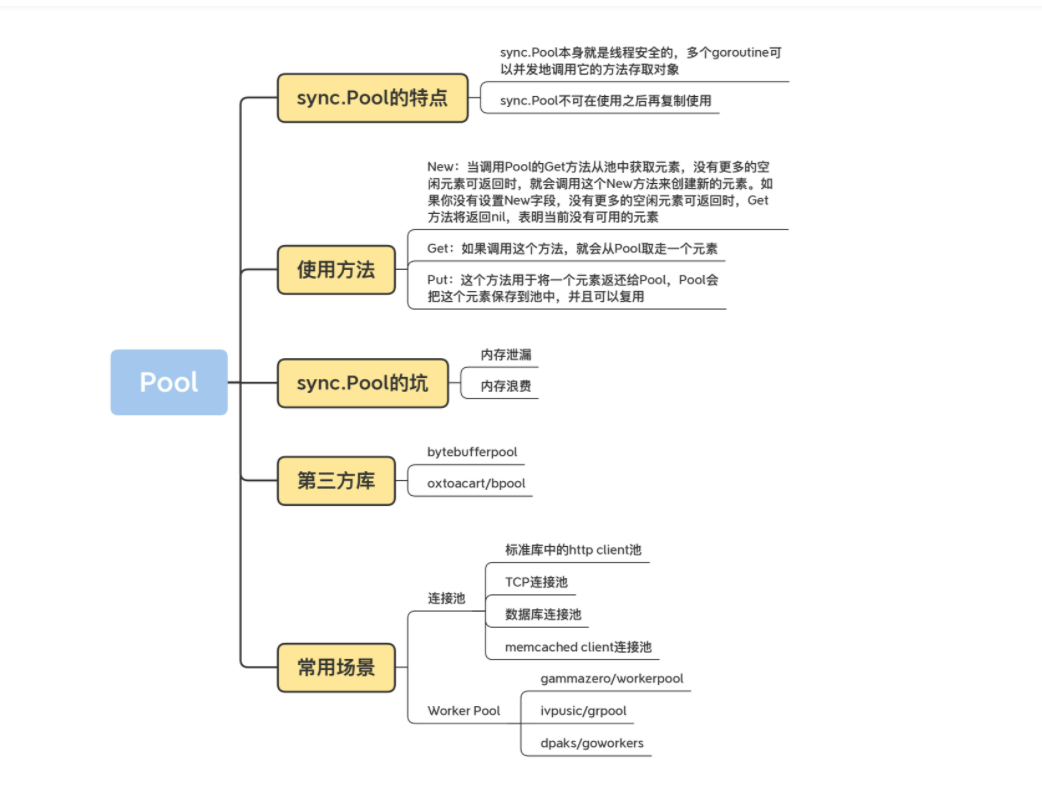 Pool
sync.Pool的特点
sync.Pool本身就是线程安全的，多个goroutine可
以并发地调用它的方法存取对象
sync.Pool不可在使用之后再复制使用
使用方法
New：当调用Pool的Get方法从池中获取元素，没有更多的空
闲元素可返回时，就会调用这个New方法来创建新的元素。如
果你没有设置New字段，没有更多的空闲元素可返回时，Get
方法将返回nil，表明当前没有可用的元素
Get：如果调用这个方法，就会从Pool取走一个元素
Put：这个方法用于将一个元素返还给Pool，Pool会
把这个元素保存到池中，并且可以复用
sync.Pool的坑
内存泄漏
内存浪费
第三方库
bytebufferpool
oxtoacart/bpool
常用场景
连接池
标准库中的http client池
TCP连接池
数据库连接池
memcached client连接池
Worker Pool
gammazero/workerpool
ivpusic/grpool
dpaks/goworkers